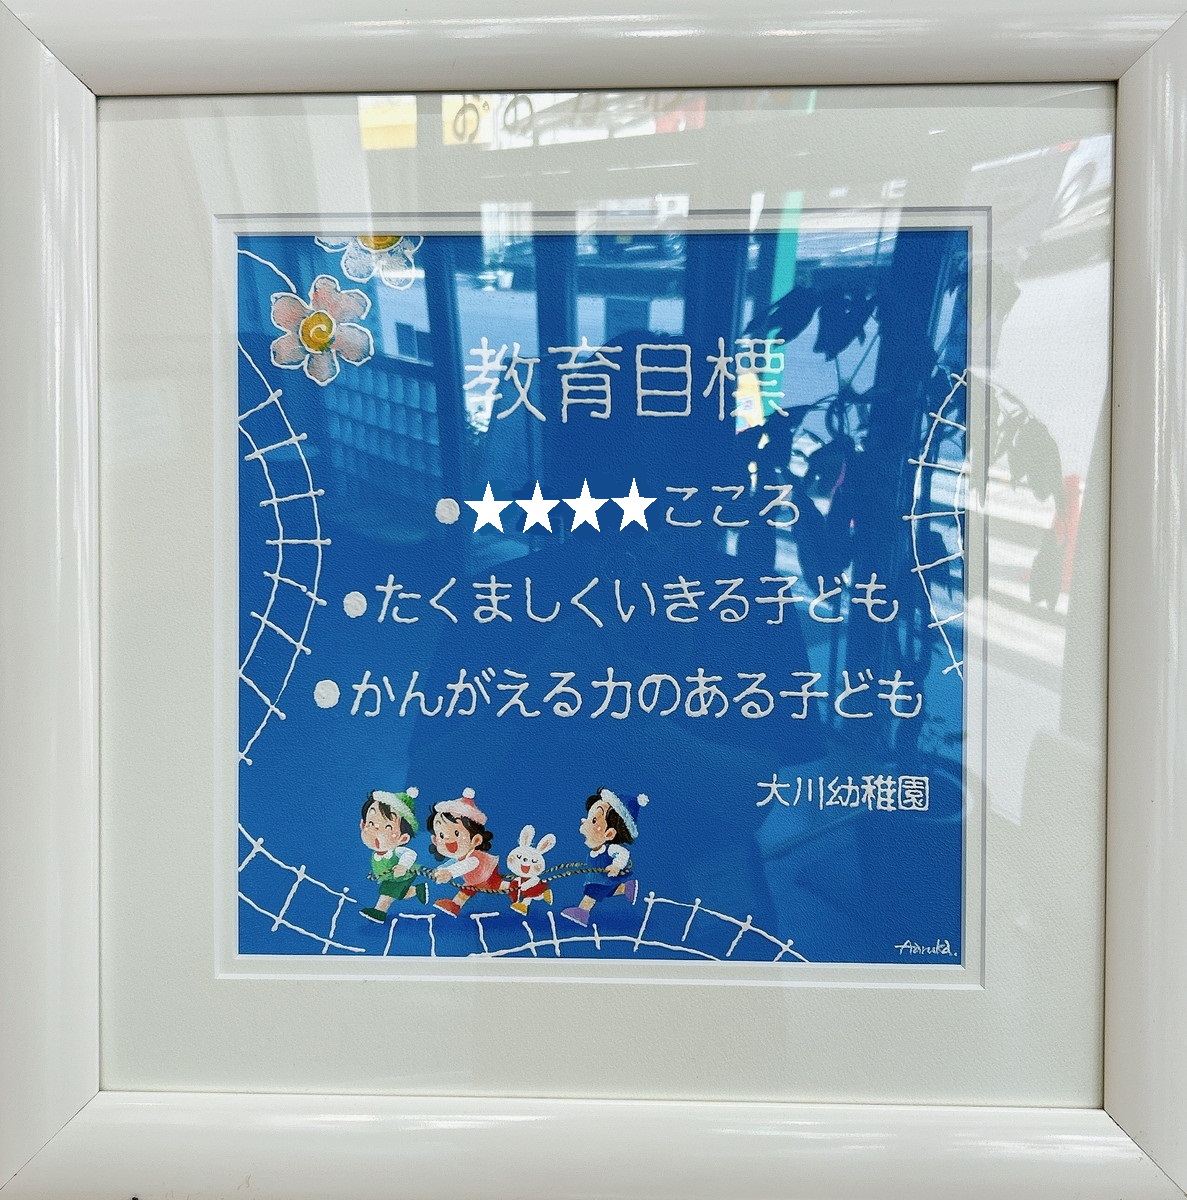 教育目標
●★★★★こころ
●たくましくいきる子ども
●かんがえる力のある子ども
大川幼稚園
Haruka.